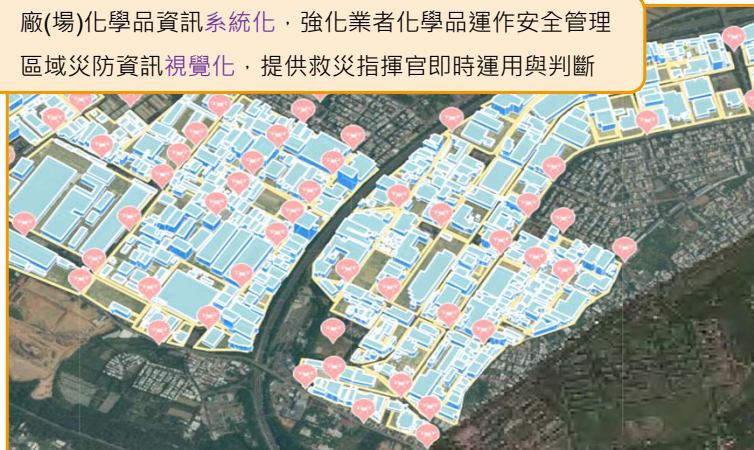 廠(場)化學品資訊系統化，強化業者化學品運作安全管理
區域災防資訊視覺化，提供救災指揮官即時運用與判斷